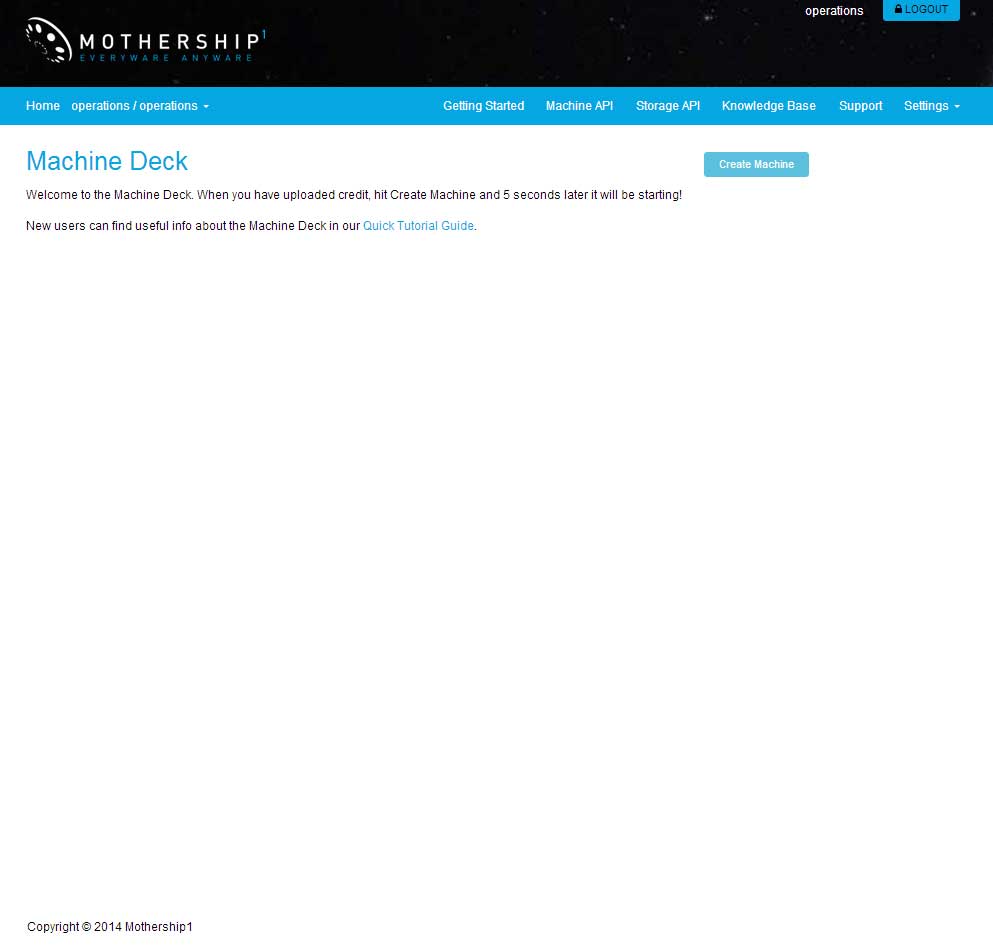 operations LOGOUT
MOTHERSHIP1
EVERYWARE ANYWARE
Home operations / operations Getting Started Machine API Storage API Knowledge Base Support Settings
Machine Deck
Create Machine
Welcome to the Machine Deck. When you have uploaded credit, hit Create Machine and 5 seconds later it will be starting!
New users can find useful info about the Machine Deck in our Quick Tutorial Guide.
Copyright © 2014 Mothership1